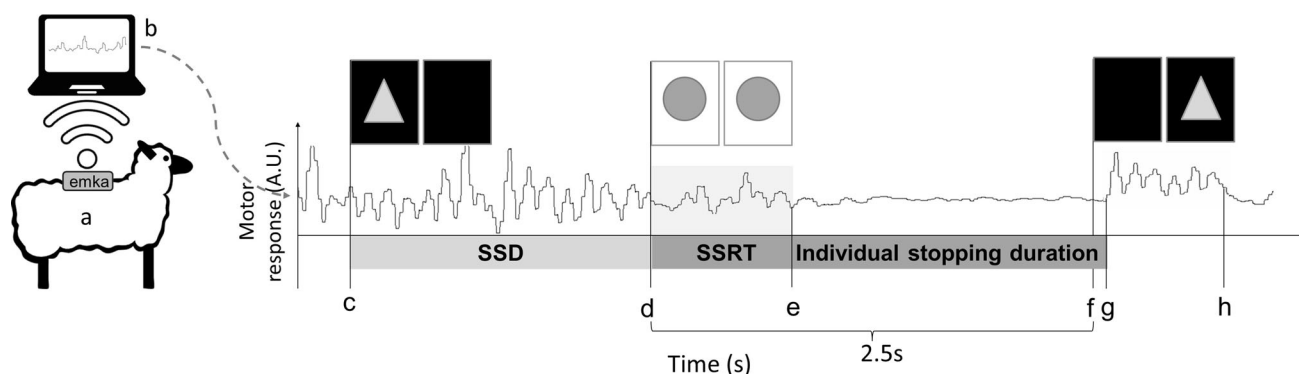 b
emka
a
Motor
response (A.U.)
SSD
SSRT
Individual stopping duration
c
d
e
f
g
h
2.5s
Time (s)